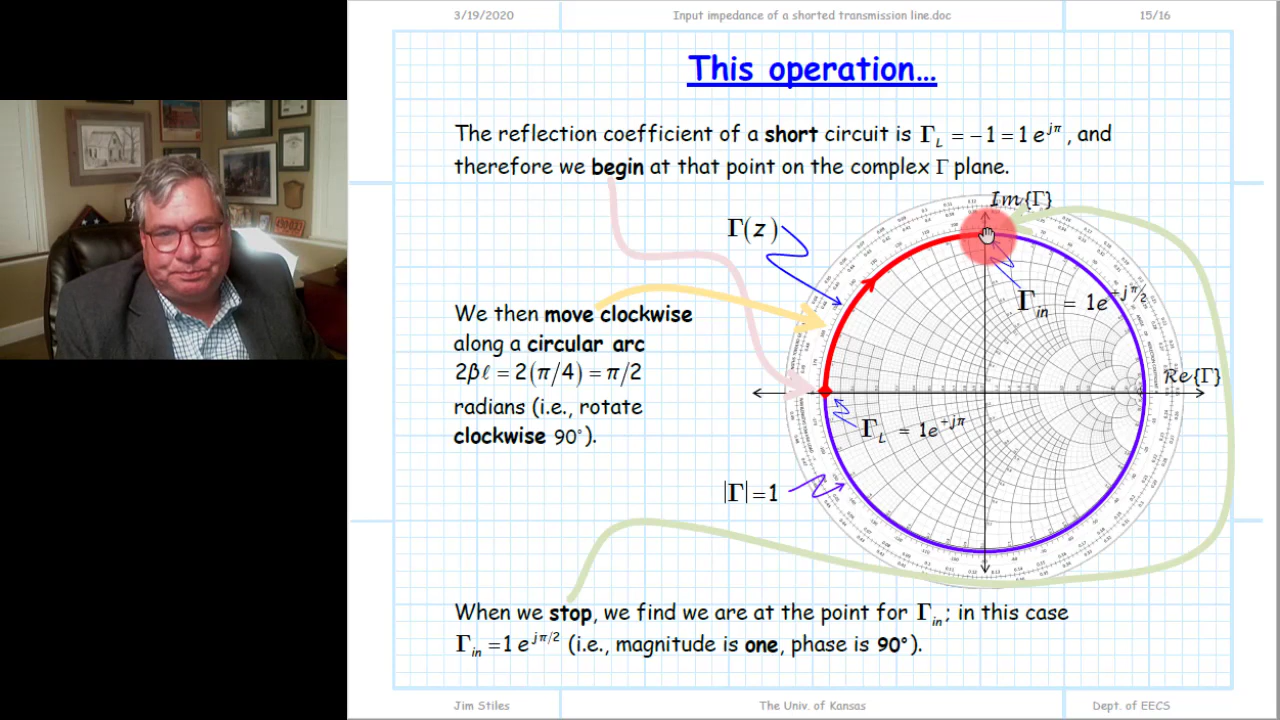 3/19/2020 Input impedance of a shorted transmission line.doc 15/16
This operation…
The reflection coefficient of a short circuit is Γ_L = −1 = 1 e^{jπ}, and
therefore we begin at that point on the complex Γ plane.
Im{Γ}
Γ(z)
Γ_in = 1e^{+jπ/2}
We then move clockwise
along a circular arc
2βℓ = 2(π/4) = π/2
radians (i.e., rotate
clockwise 90°).
Re{Γ}
Γ_L = 1e^{+jπ}
|Γ| = 1
When we stop, we find we are at the point for Γ_in; in this case
Γ_in = 1 e^{jπ/2} (i.e., magnitude is one, phase is 90°).
Jim Stiles The Univ. of Kansas Dept. of EECS